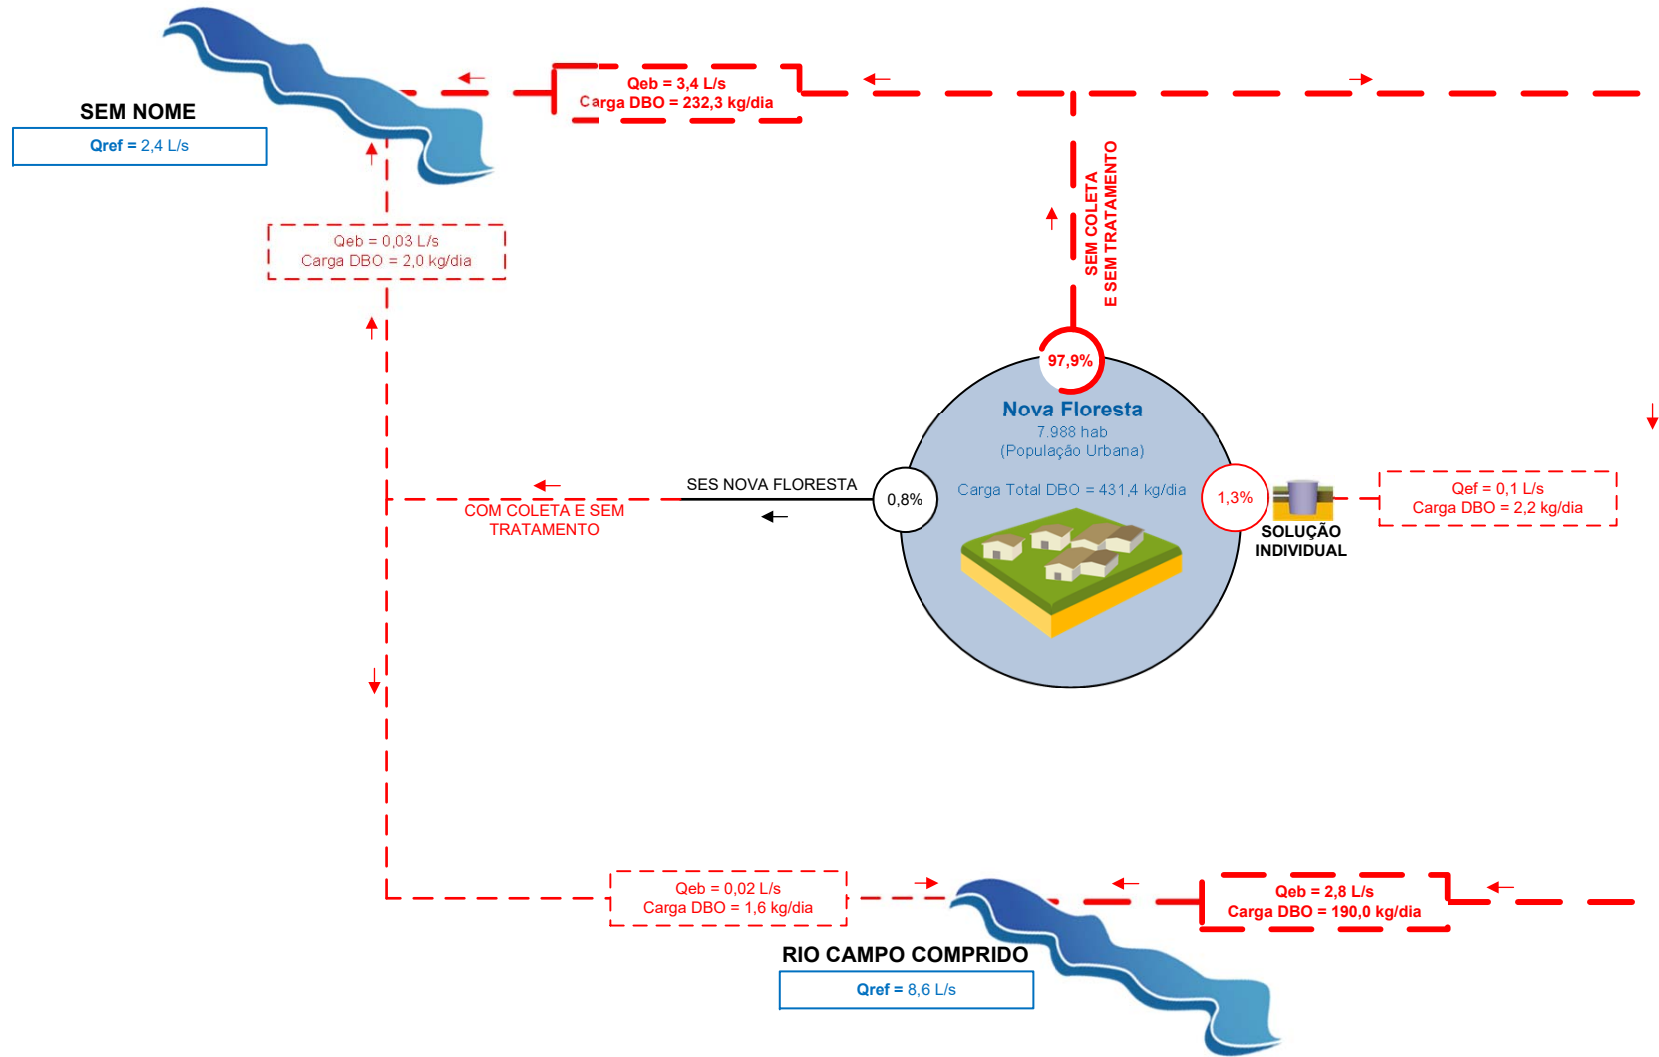 Qeb = 3,4 L/s
Carga DBO = 232,3 kg/dia
SEM NOME
Qref = 2,4 L/s
SEM COLETA
E SEM TRATAMENTO
Qeb = 0,03 L/s
Carga DBO = 2,0 kg/dia
97,9%
Nova Floresta
7.988 hab
(População Urbana)
Carga Total DBO = 431,4 kg/dia
SES NOVA FLORESTA
0,8%
1,3%
Qef = 0,1 L/s
Carga DBO = 2,2 kg/dia
COM COLETA E SEM
TRATAMENTO
SOLUÇÃO
INDIVIDUAL
Qeb = 0,02 L/s
Carga DBO = 1,6 kg/dia
Qeb = 2,8 L/s
Carga DBO = 190,0 kg/dia
RIO CAMPO COMPRIDO
Qref = 8,6 L/s